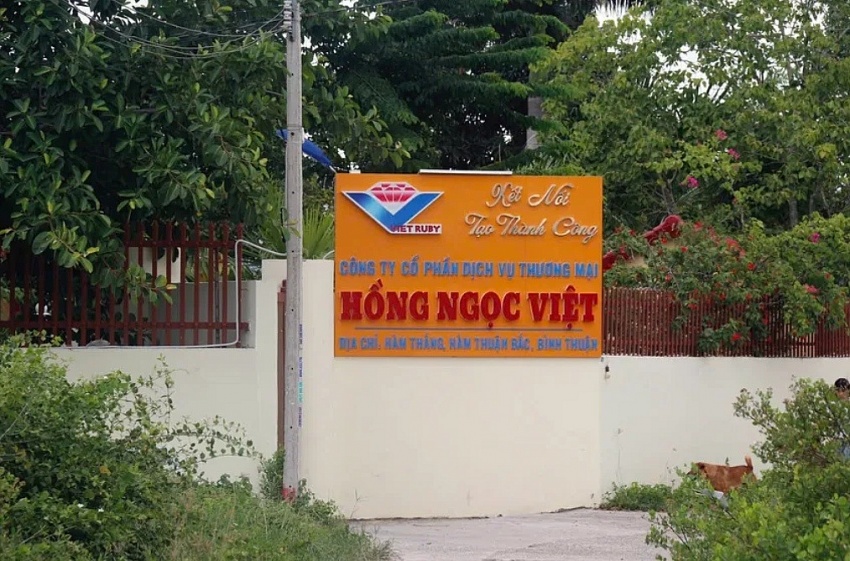 VIET RUBY
Kết Nối
Tạo Thành Công
CÔNG TY CỔ PHẦN DỊCH VỤ THƯƠNG MẠI
HỒNG NGỌC VIỆT
ĐỊA CHỈ: HÀM THẮNG, HÀM THUẬN BẮC, BÌNH THUẬN